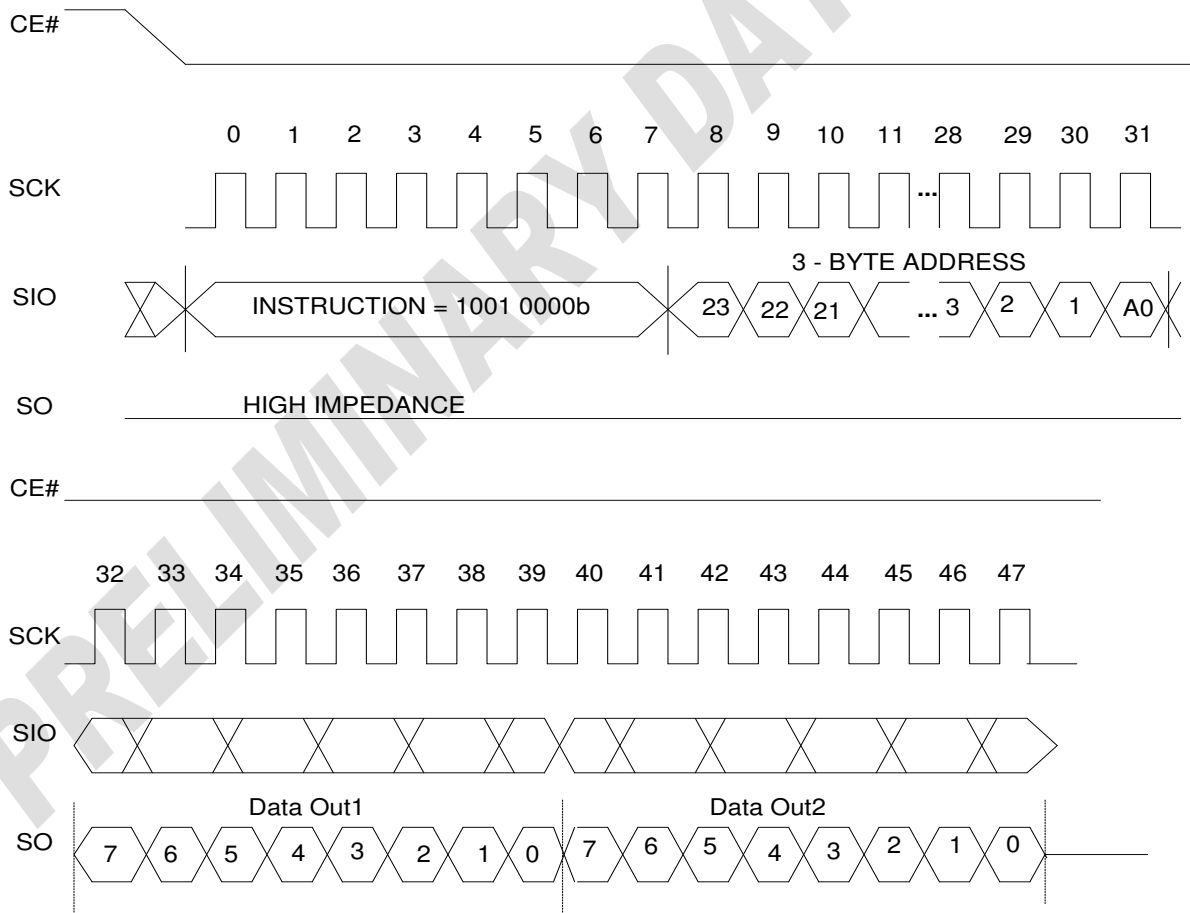 CE#
0 1 2 3 4 5 6 7 8 9 10 11 28 29 30 31
SCK ...
3 - BYTE ADDRESS
SIO INSTRUCTION = 1001 0000b 23 22 21 ... 3 2 1 A0
SO HIGH IMPEDANCE
CE#
32 33 34 35 36 37 38 39 40 41 42 43 44 45 46 47
SCK
SIO
Data Out1 Data Out2
SO 7 6 5 4 3 2 1 0 7 6 5 4 3 2 1 0
PRELIMINARY DA